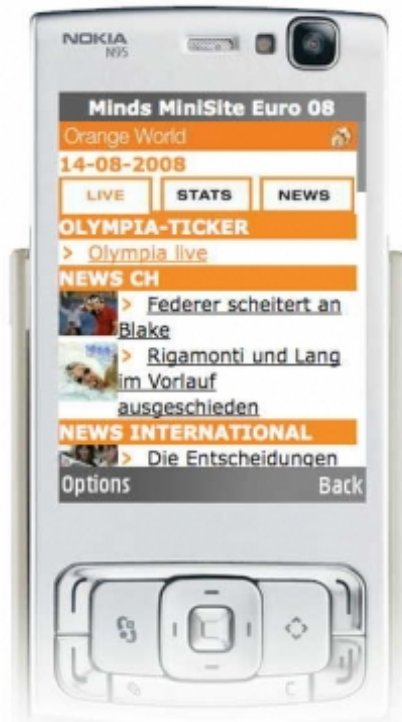 NOKIA
N95
Minds MiniSite Euro 08
Orange World
14-08-2008
LIVE STATS NEWS
OLYMPIA-TICKER
> Olympia live
NEWS CH
> Federer scheitert an
Blake
> Rigamonti und Lang
im Vorlauf
ausgeschieden
NEWS INTERNATIONAL
> Die Entscheidungen
Options Back
C